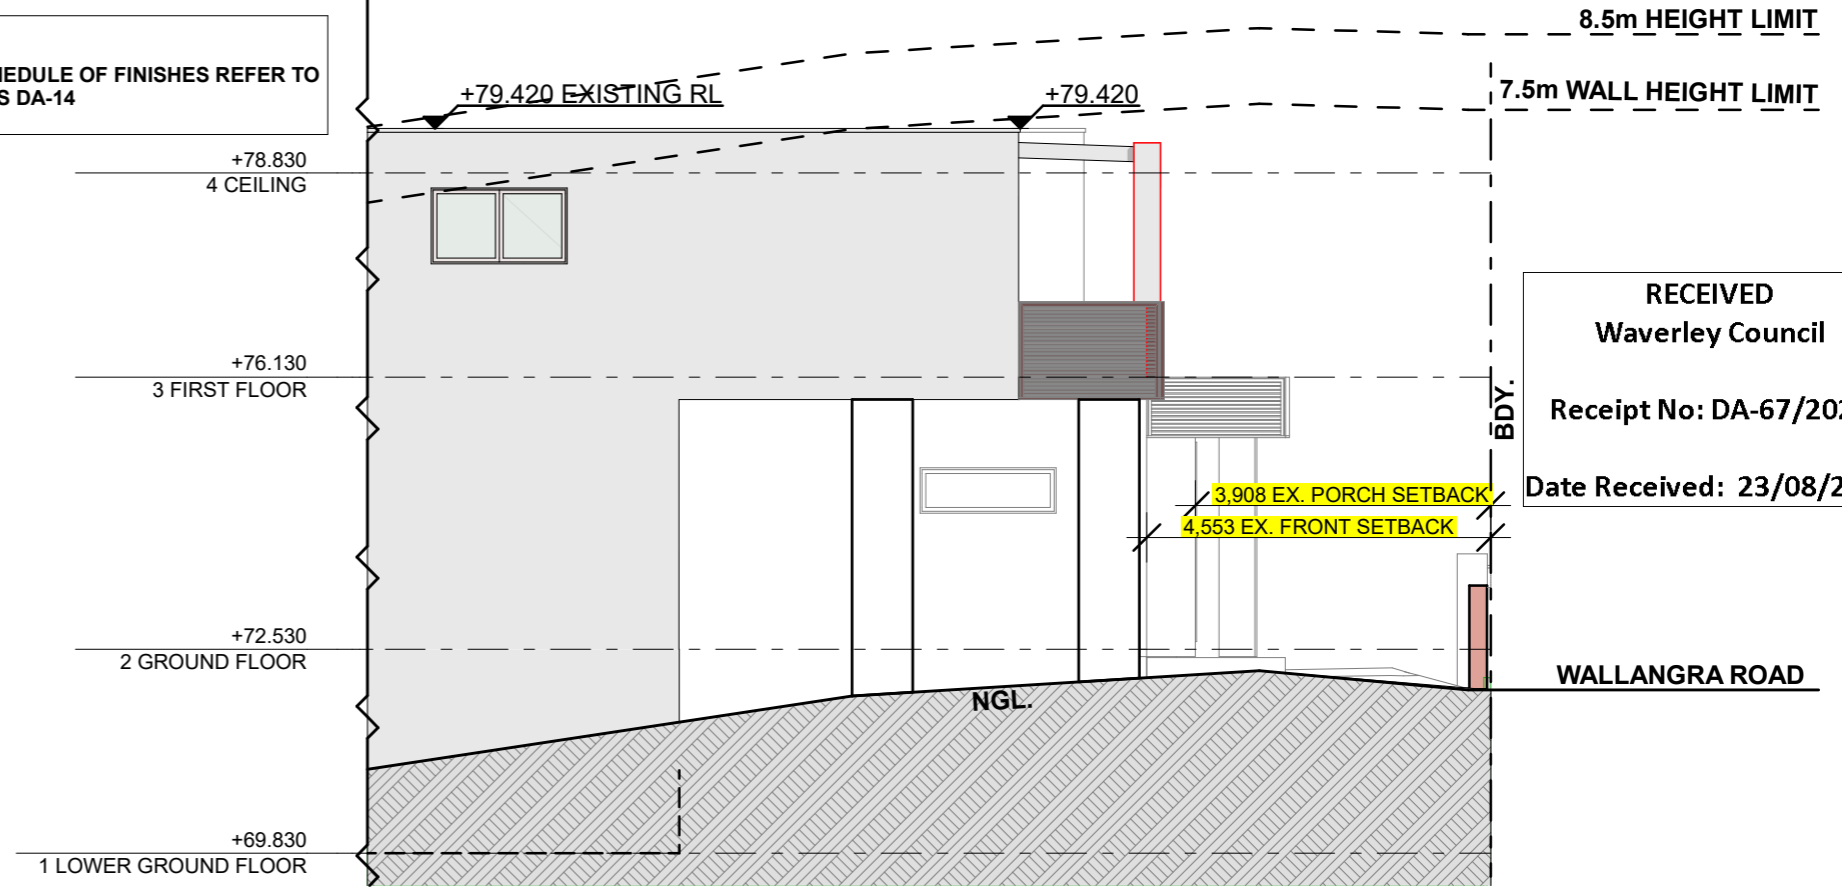 8.5m HEIGHT LIMIT
REFER TO
S DA-14
+79.420 EXISTING RL
+79.420
7.5m WALL HEIGHT LIMIT
+78.830
4 CEILING
+76.130
3 FIRST FLOOR
RECEIVED
Waverley Council
Receipt No: DA-67/202
Date Received: 23/08/2
BDY.
3,908 EX. PORCH SETBACK
4,553 EX. FRONT SETBACK
+72.530
2 GROUND FLOOR
WALLANGRA ROAD
NGL.
+69.830
1 LOWER GROUND FLOOR